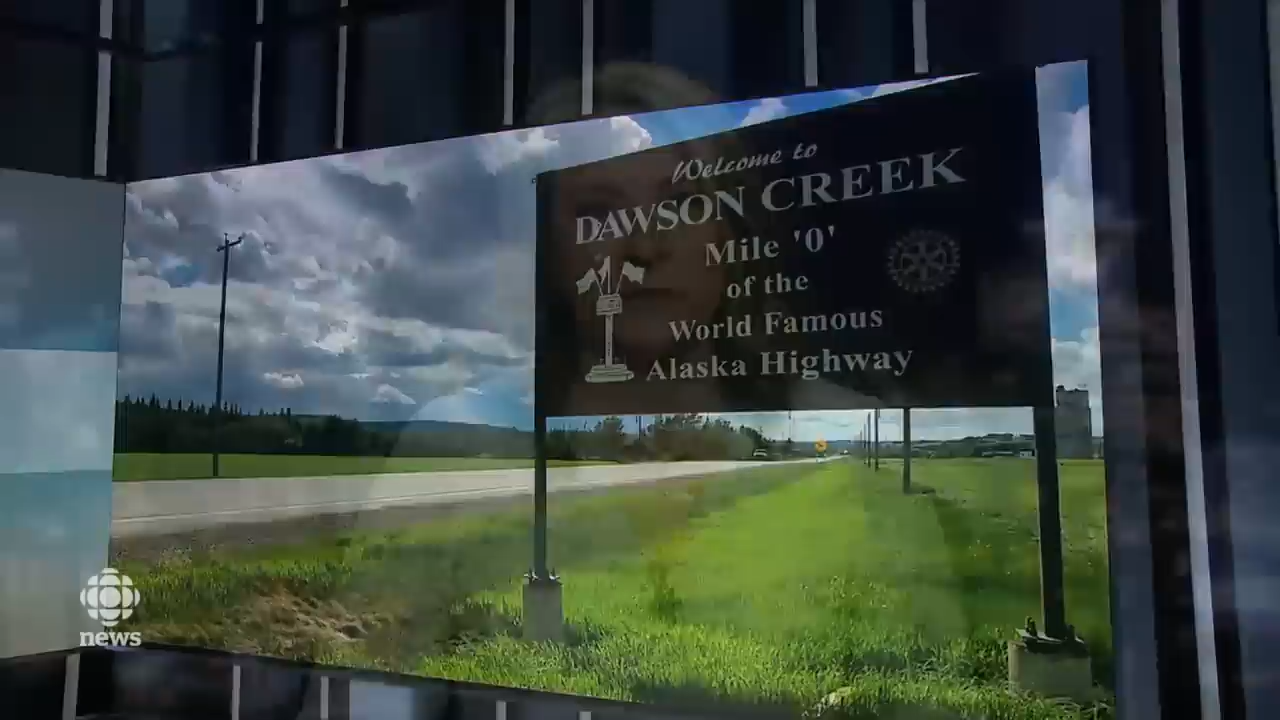 Welcome to
DAWSON CREEK
Mile '0'
of the
World Famous
Alaska Highway
news